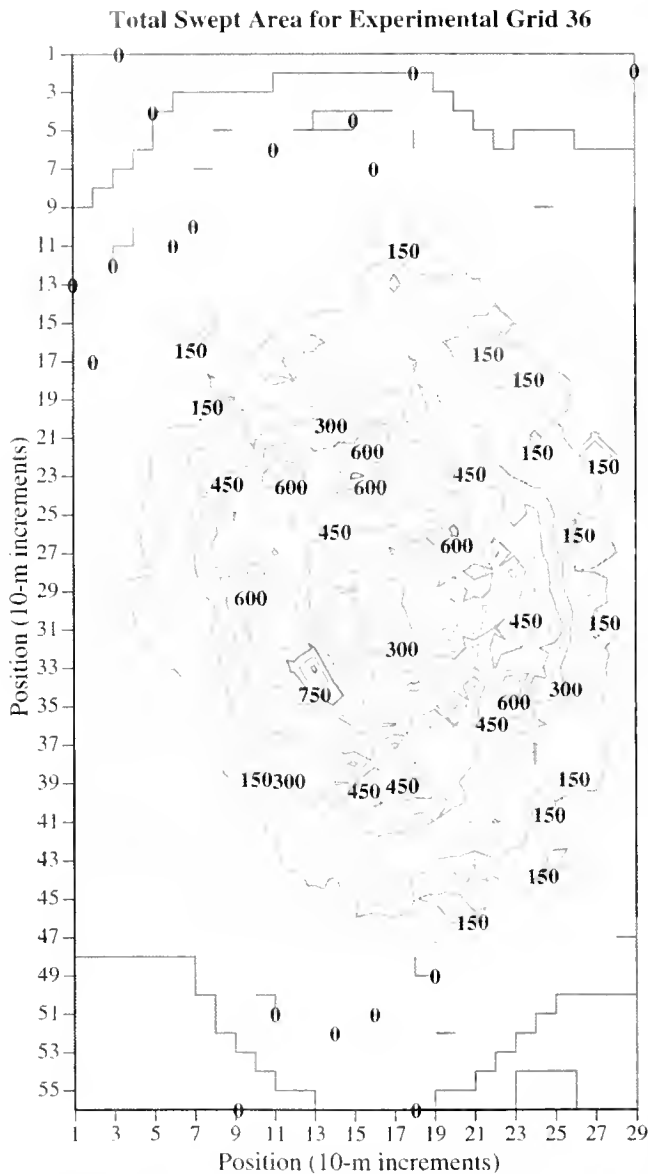 Total Swept Area for Experimental Grid 36
1 0
3 0 0
5 0 0
7 0 0
9
11 0 0 150
13 0 0
15
17 150 0 150
19 150 150
21 300
23 450 600 600 600 450 150 150
25
27 450 600 150
29 600
31 450 150
33 300
35 750 600 300
37 450
39 150 300 450 450 150
41 150
43
45 150
47 150
49 0
51 0 0
53 0
55
0 0
1 3 5 7 9 11 13 15 17 19 21 23 25 27 29
Position (10-m increments)
Position (10-m increments)